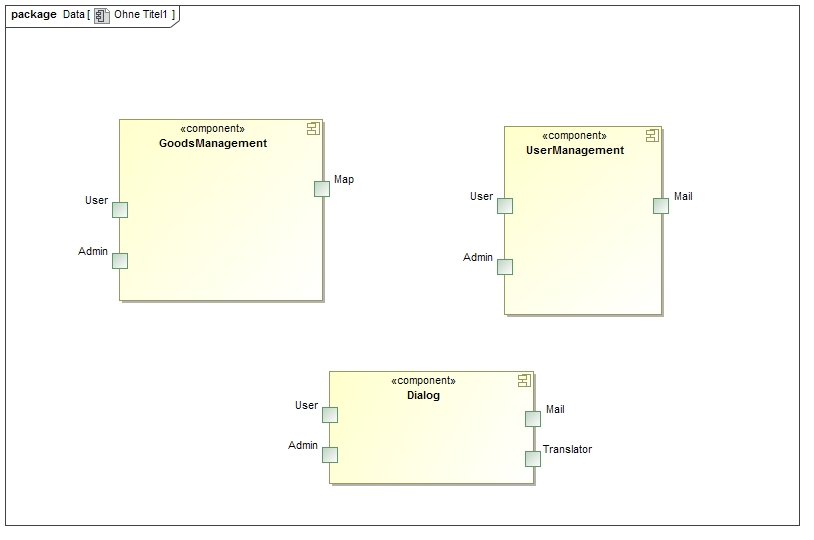 package Data [ Ohne Titel1 ]
«component»
GoodsManagement
Map
User
Admin
«component»
UserManagement
User
Mail
Admin
«component»
Dialog
User
Mail
Admin
Translator